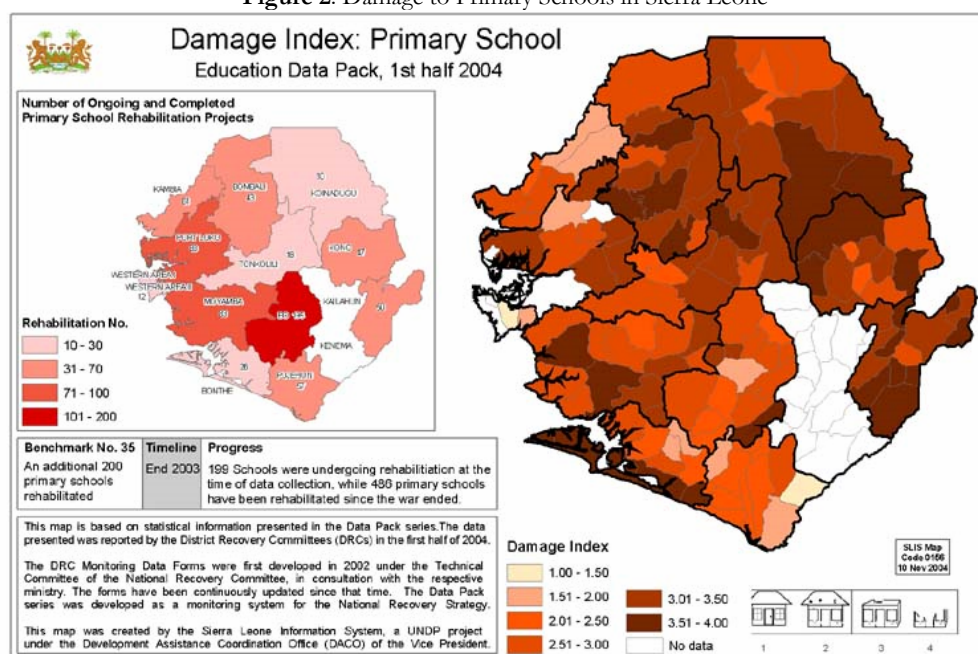 Figure 2. Damage to Primary Schools in Sierra Leone
Damage Index: Primary School
Education Data Pack, 1st half 2004
Number of Ongoing and Completed
Primary School Rehabilitation Projects
KAMBIA
BOMBALI
10
KOINADUGU
PORT LOKO
TONKOLILI
18
KONO
47
WESTERN AREA
WESTERN AREA
12
MOYAMBA
KAILAHUN
KENEMA
26
BONTHE
PUJEHUN
Rehabilitation No.
10 - 30
31 - 70
71 - 100
101 - 200
Benchmark No. 35
An additional 200
primary schools
rehabilitated
Timeline
End 2003
Progress
199 Schools were undergoing rehabilitiation at the
time of data collection, while 486 primary schools
have been rehabilitated since the war ended.
This map is based on statistical information presented in the Data Pack series.The data
presented was reported by the District Recovery Committees (DRCs) in the first half of 2004.
The DRC Monitoring Data Forms were first developed in 2002 under the Technical
Committee of the National Recovery Committee, in consultation with the respective
ministry. The forms have been continuously updated since that time. The Data Pack
series was developed as a monitoring system for the National Recovery Strategy.
This map was created by the Sierra Leone Information System, a UNDP project
under the Development Assistance Coordination Office (DACO) of the Vice President.
Damage Index
1.00 - 1.50
1.51 - 2.00
2.01 - 2.50
2.51 - 3.00
3.01 - 3.50
3.51 - 4.00
No data
SLIS Map
Code 0156
10 Nov 2004
1 2 3 4